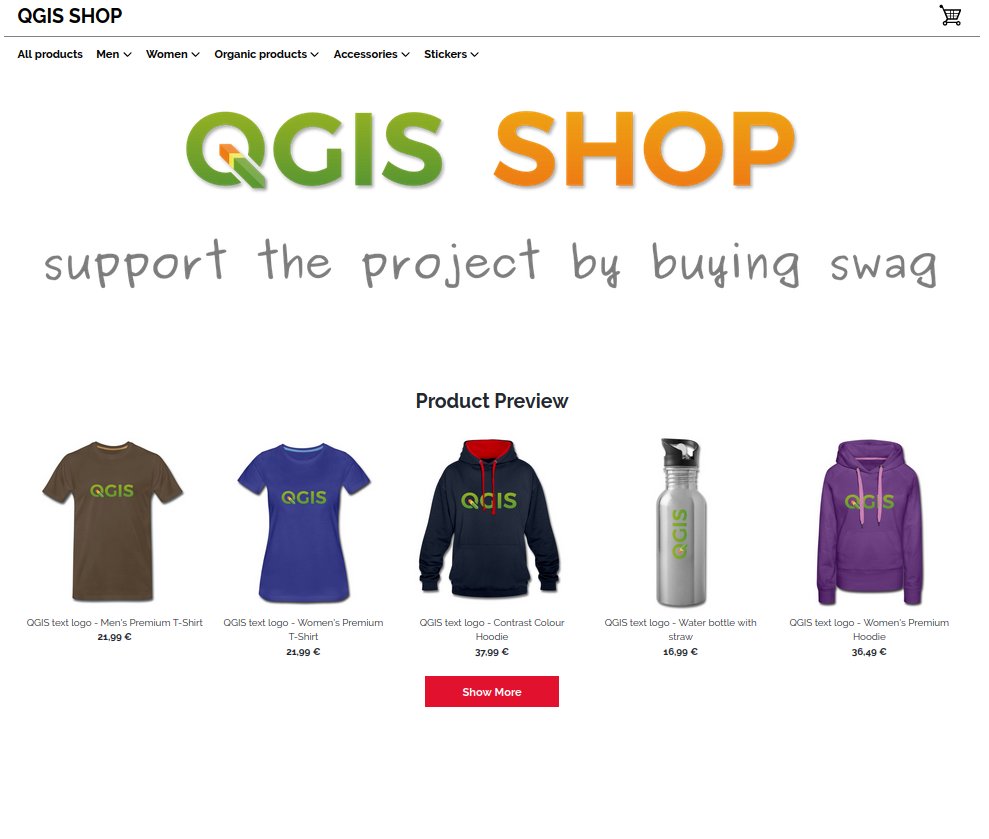 QGIS SHOP
All products Men Women Organic products Accessories Stickers
QGIS SHOP
support the project by buying swag
Product Preview
QGIS QGIS QGIS QGIS QGIS
QGIS text logo - Men's Premium T-Shirt
21,99 €
QGIS text logo - Women's Premium
T-Shirt
21,99 €
QGIS text logo - Contrast Colour
Hoodie
37,99 €
QGIS text logo - Water bottle with
straw
16,99 €
QGIS text logo - Women's Premium
Hoodie
36,49 €
Show More